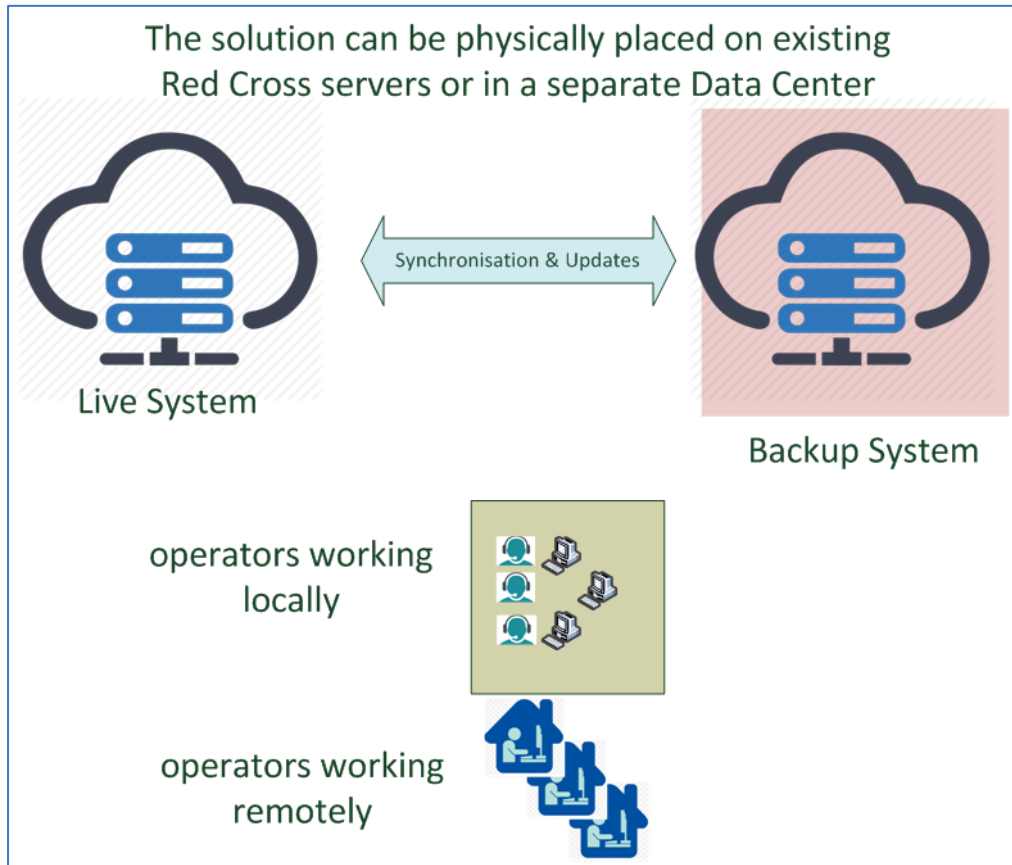 The solution can be physically placed on existing
Red Cross servers or in a separate Data Center
Synchronisation & Updates
Live System
Backup System
operators working
locally
operators working
remotely